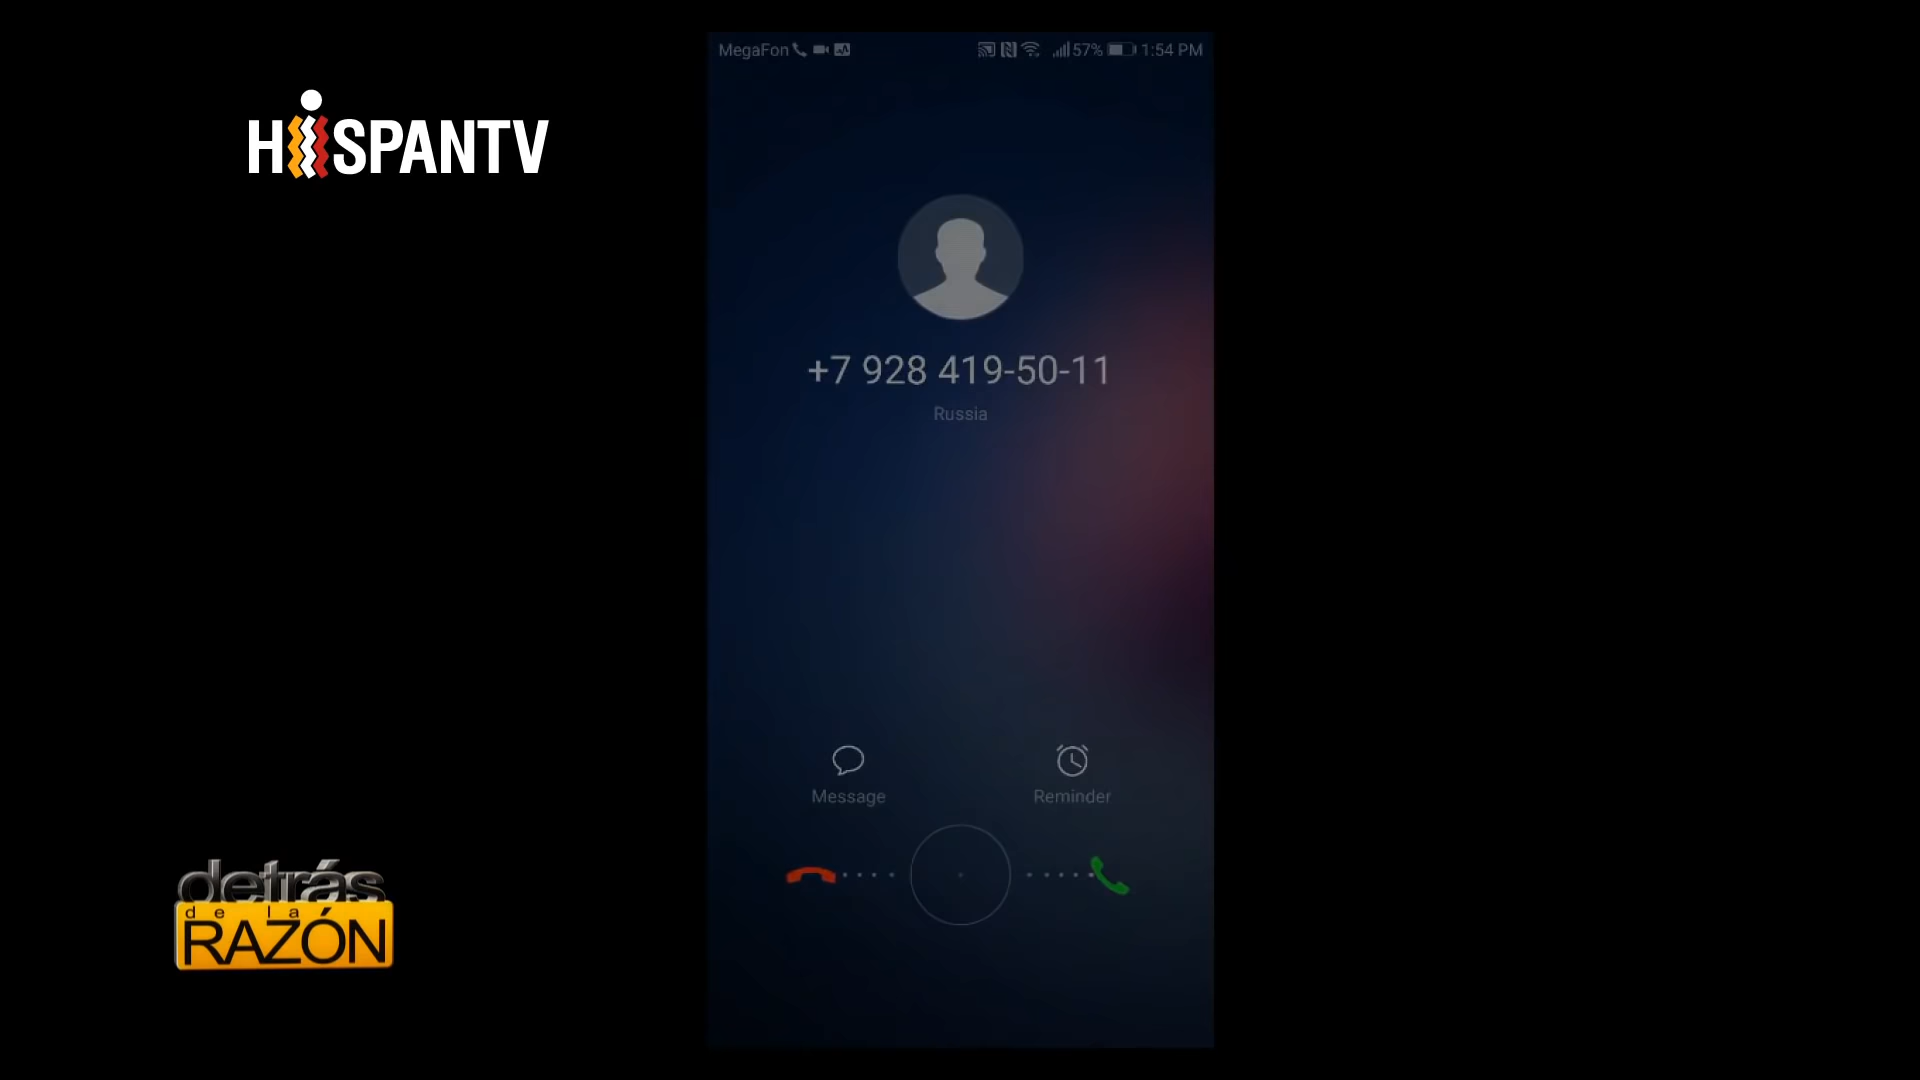 MegaFon
57% 1:54 PM
HISPANTV
+7 928 419-50-11
Russia
Message
Reminder
detrás
de la
RAZÓN